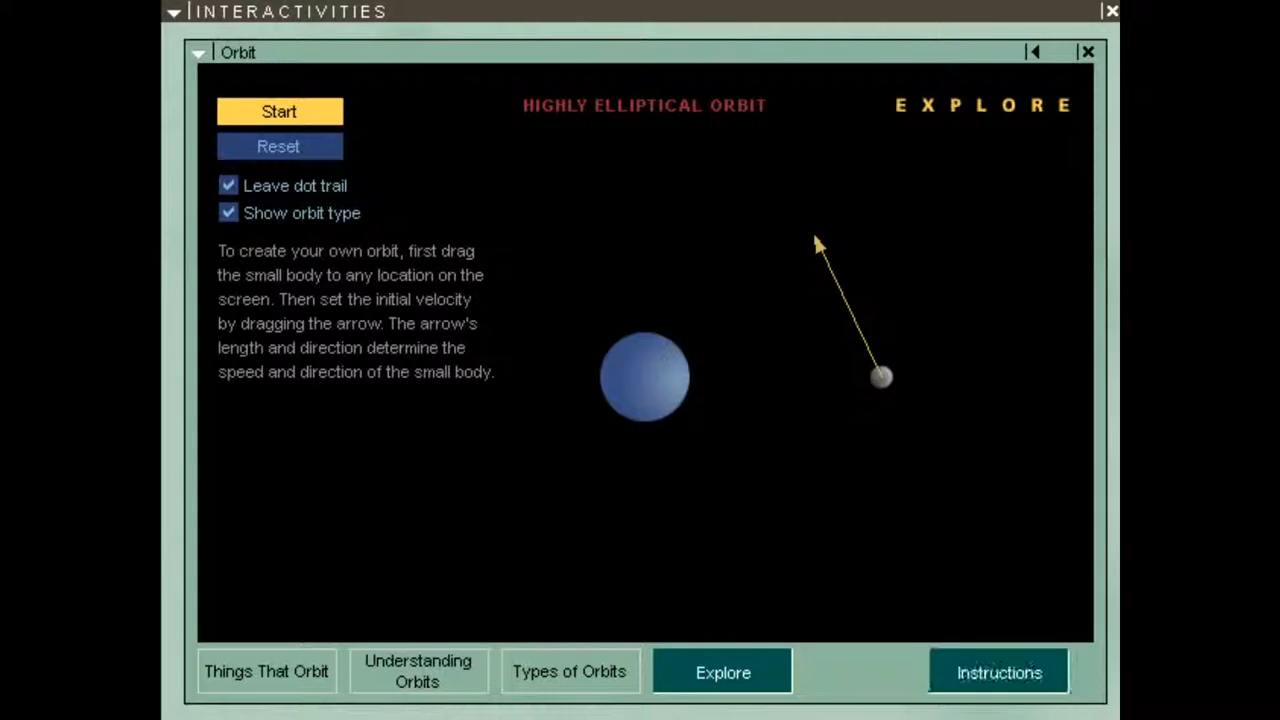 INTERACTIVITIES
Orbit
Start
HIGHLY ELLIPTICAL ORBIT
EXPLORE
Reset
Leave dot trail
Show orbit type
To create your own orbit, first drag
the small body to any location on the
screen. Then set the initial velocity
by dragging the arrow. The arrow's
length and direction determine the
speed and direction of the small body.
Things That Orbit
Understanding
Orbits
Types of Orbits
Explore
Instructions